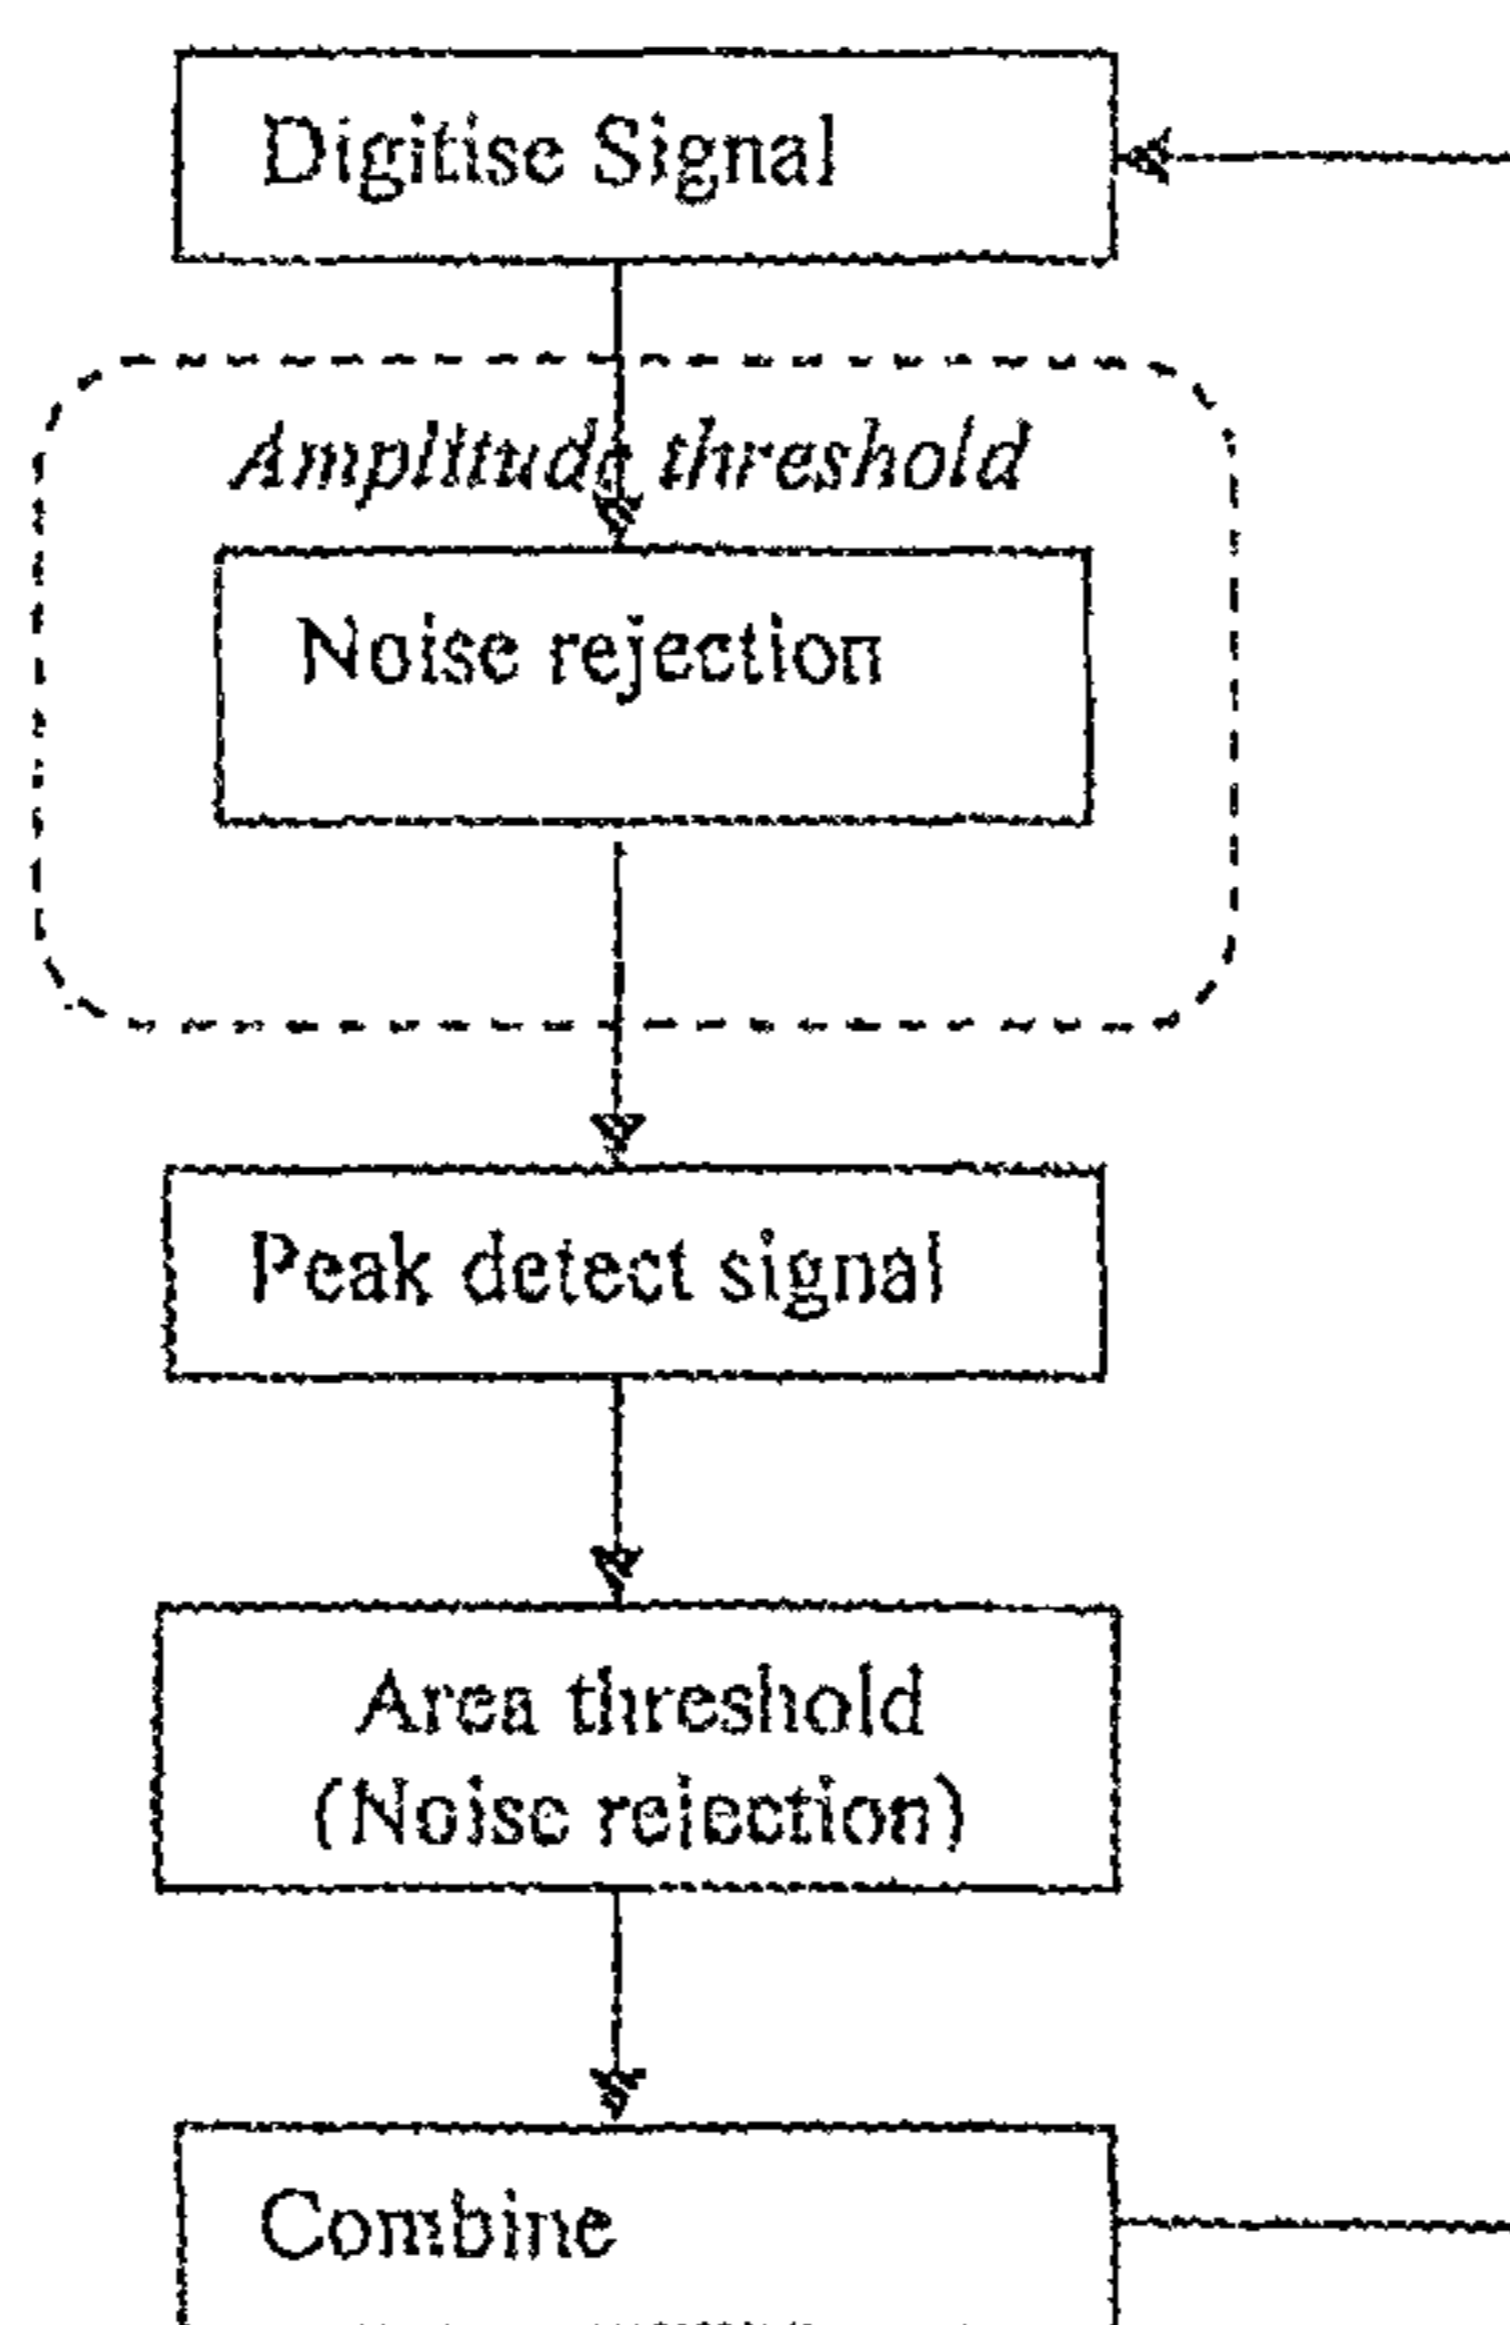 Digitise Signal
Amplitude threshold
Noise rejection
Peak detect signal
Area threshold
(Noise rejection)
Combine